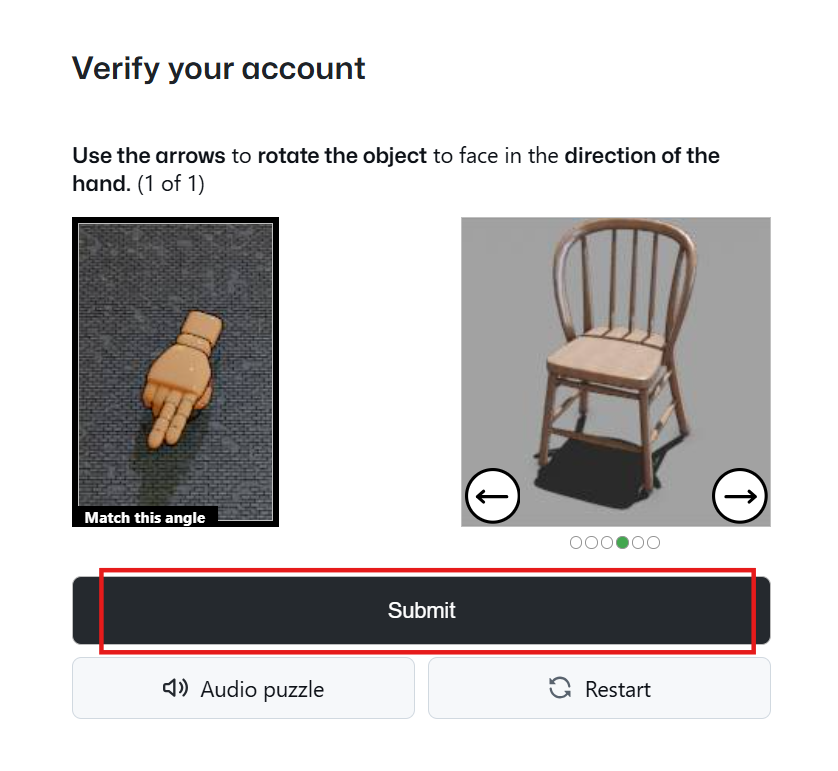 Verify your account
Use the arrows to rotate the object to face in the direction of the
hand. (1 of 1)
Match this angle
Submit
Audio puzzle
Restart